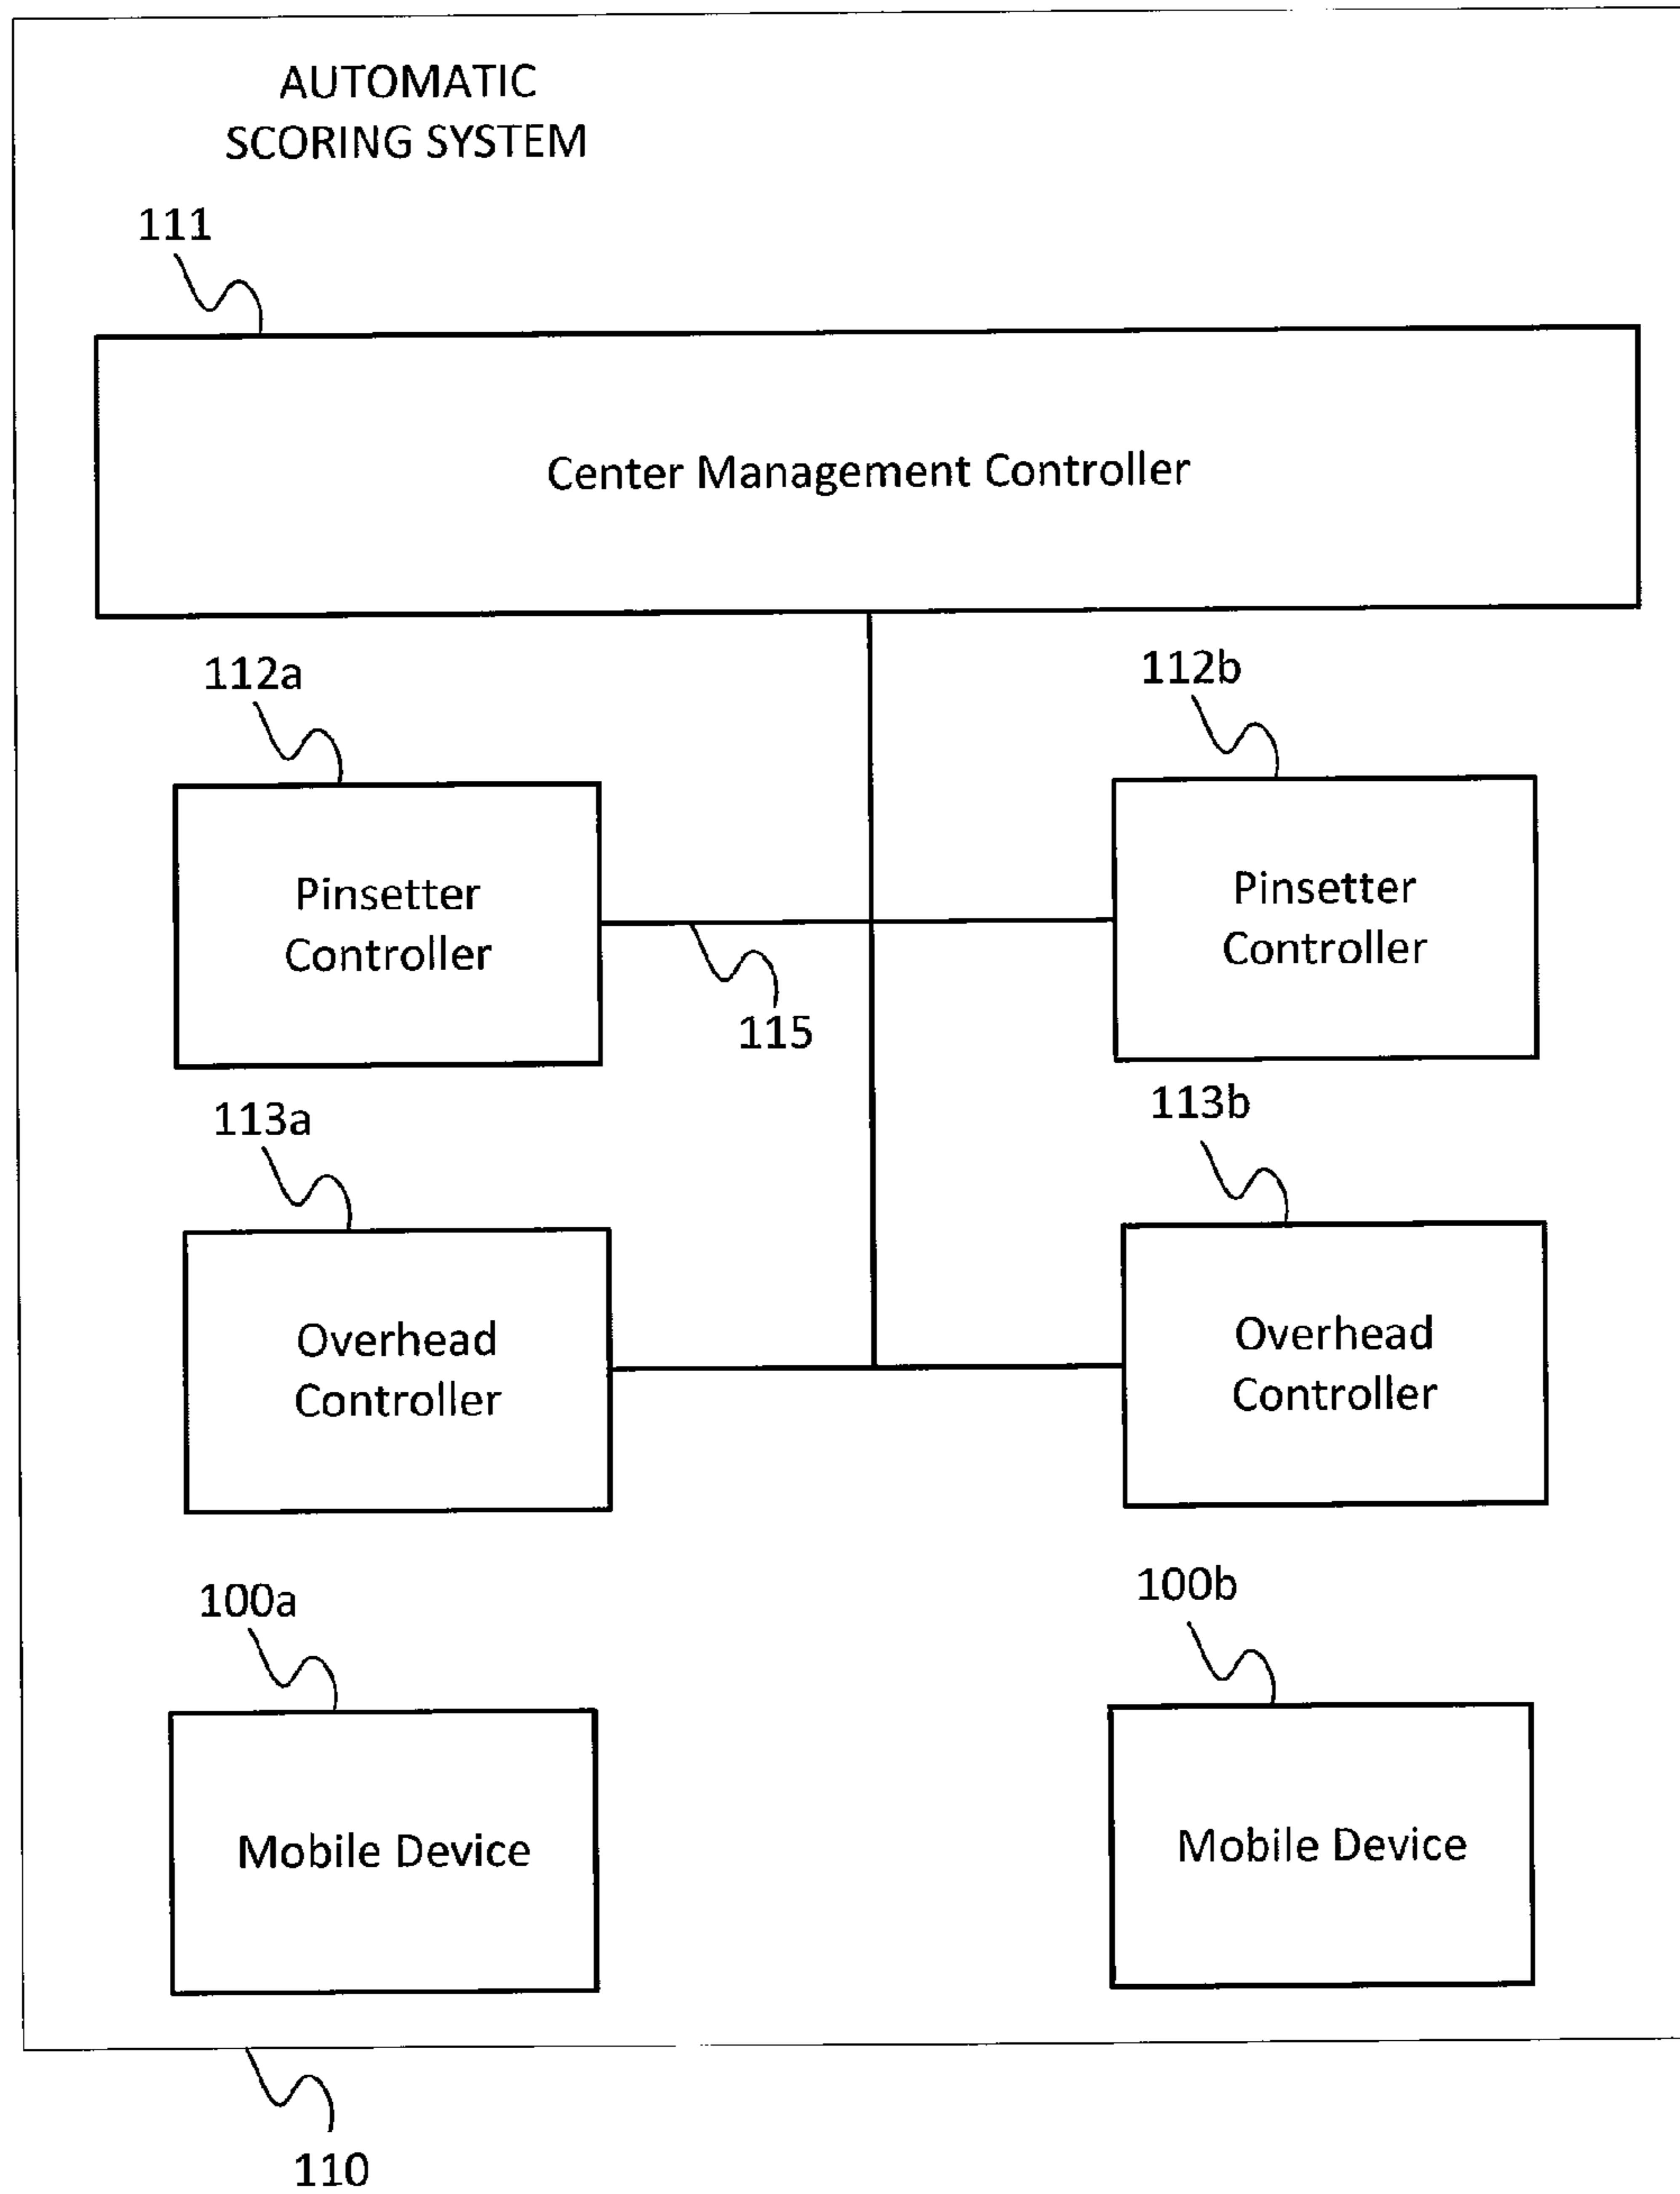 AUTOMATIC
SCORING SYSTEM
111
Center Management Controller
112a
112b
Pinsetter
Controller
Pinsetter
Controller
115
113a
113b
Overhead
Controller
Overhead
Controller
100a
100b
Mobile Device
Mobile Device
110